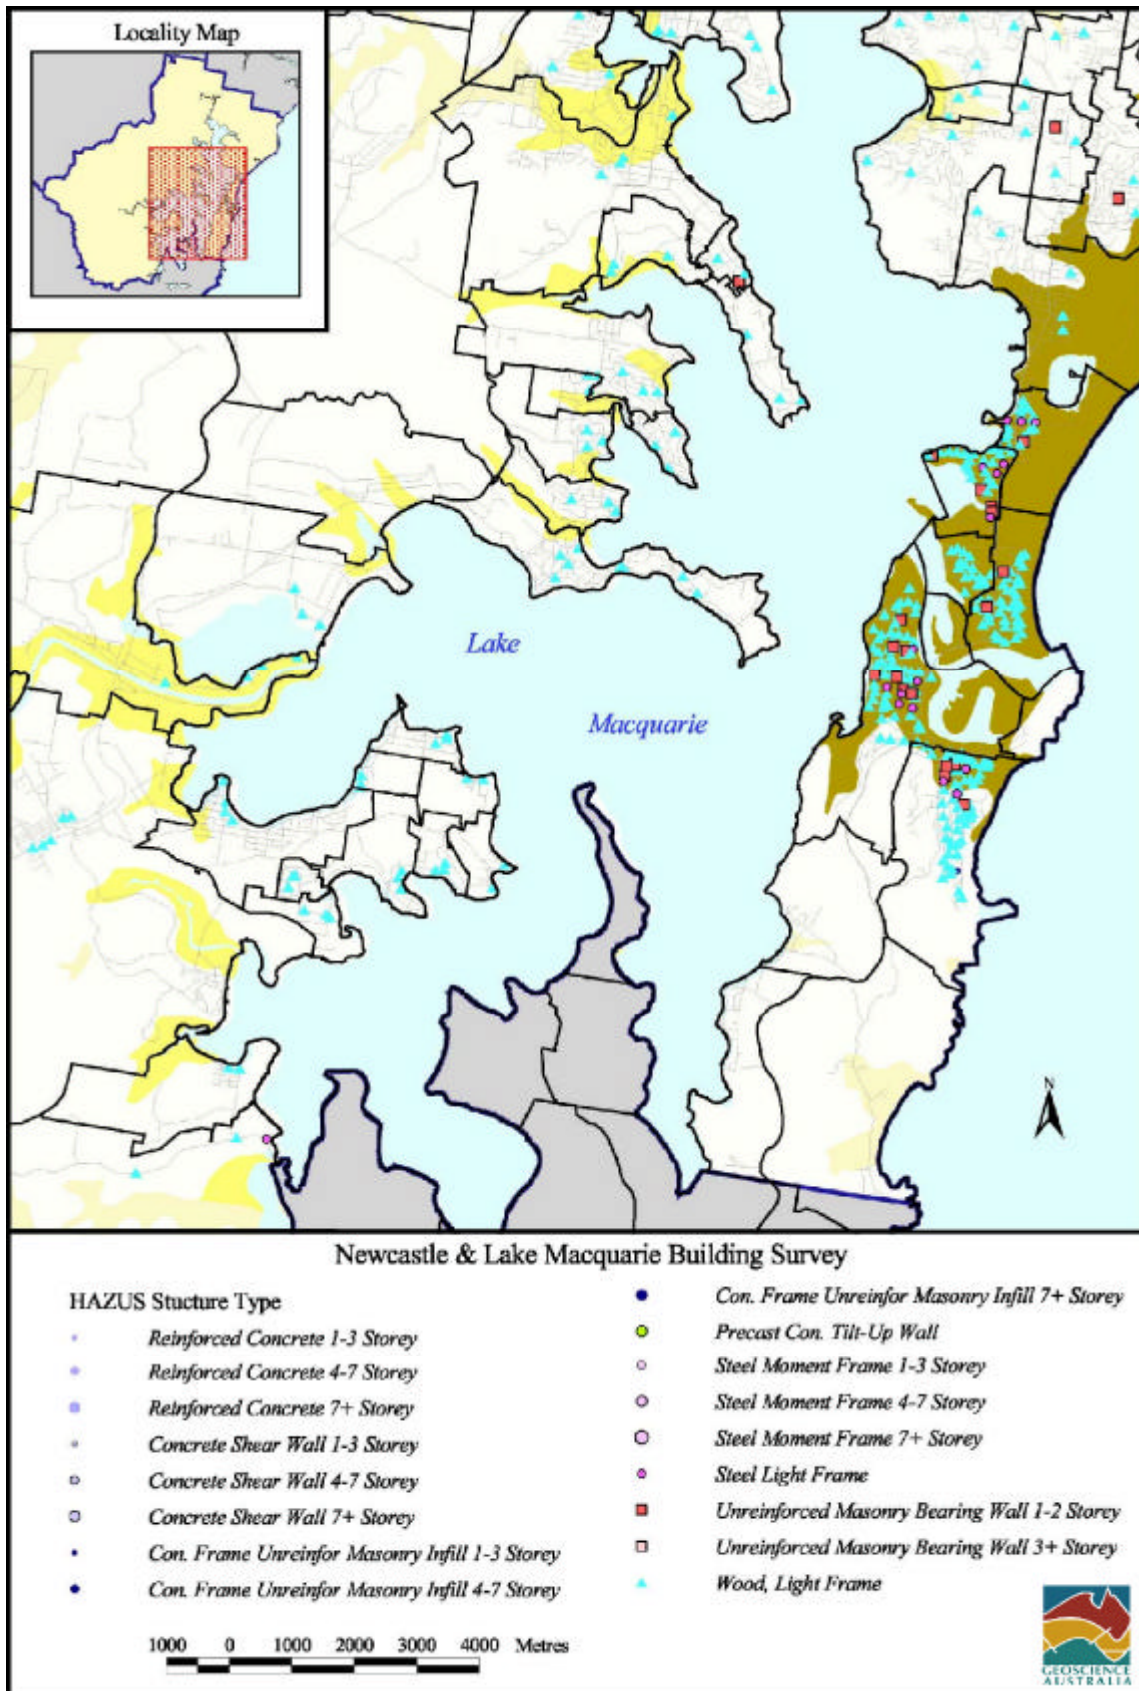 Locality Map
Lake
Macquarie
N
Newcastle & Lake Macquarie Building Survey
HAZUS Stucture Type
Reinforced Concrete 1-3 Storey
Reinforced Concrete 4-7 Storey
Reinforced Concrete 7+ Storey
Concrete Shear Wall 1-3 Storey
Concrete Shear Wall 4-7 Storey
Concrete Shear Wall 7+ Storey
Con. Frame Unreinfor Masonry Infill 1-3 Storey
Con. Frame Unreinfor Masonry Infill 4-7 Storey
Con. Frame Unreinfor Masonry Infill 7+ Storey
Precast Con. Tilt-Up Wall
Steel Moment Frame 1-3 Storey
Steel Moment Frame 4-7 Storey
Steel Moment Frame 7+ Storey
Steel Light Frame
Unreinforced Masonry Bearing Wall 1-2 Storey
Unreinforced Masonry Bearing Wall 3+ Storey
Wood, Light Frame
1000 0 1000 2000 3000 4000 Metres
GEOSCIENCE
AUSTRALIA